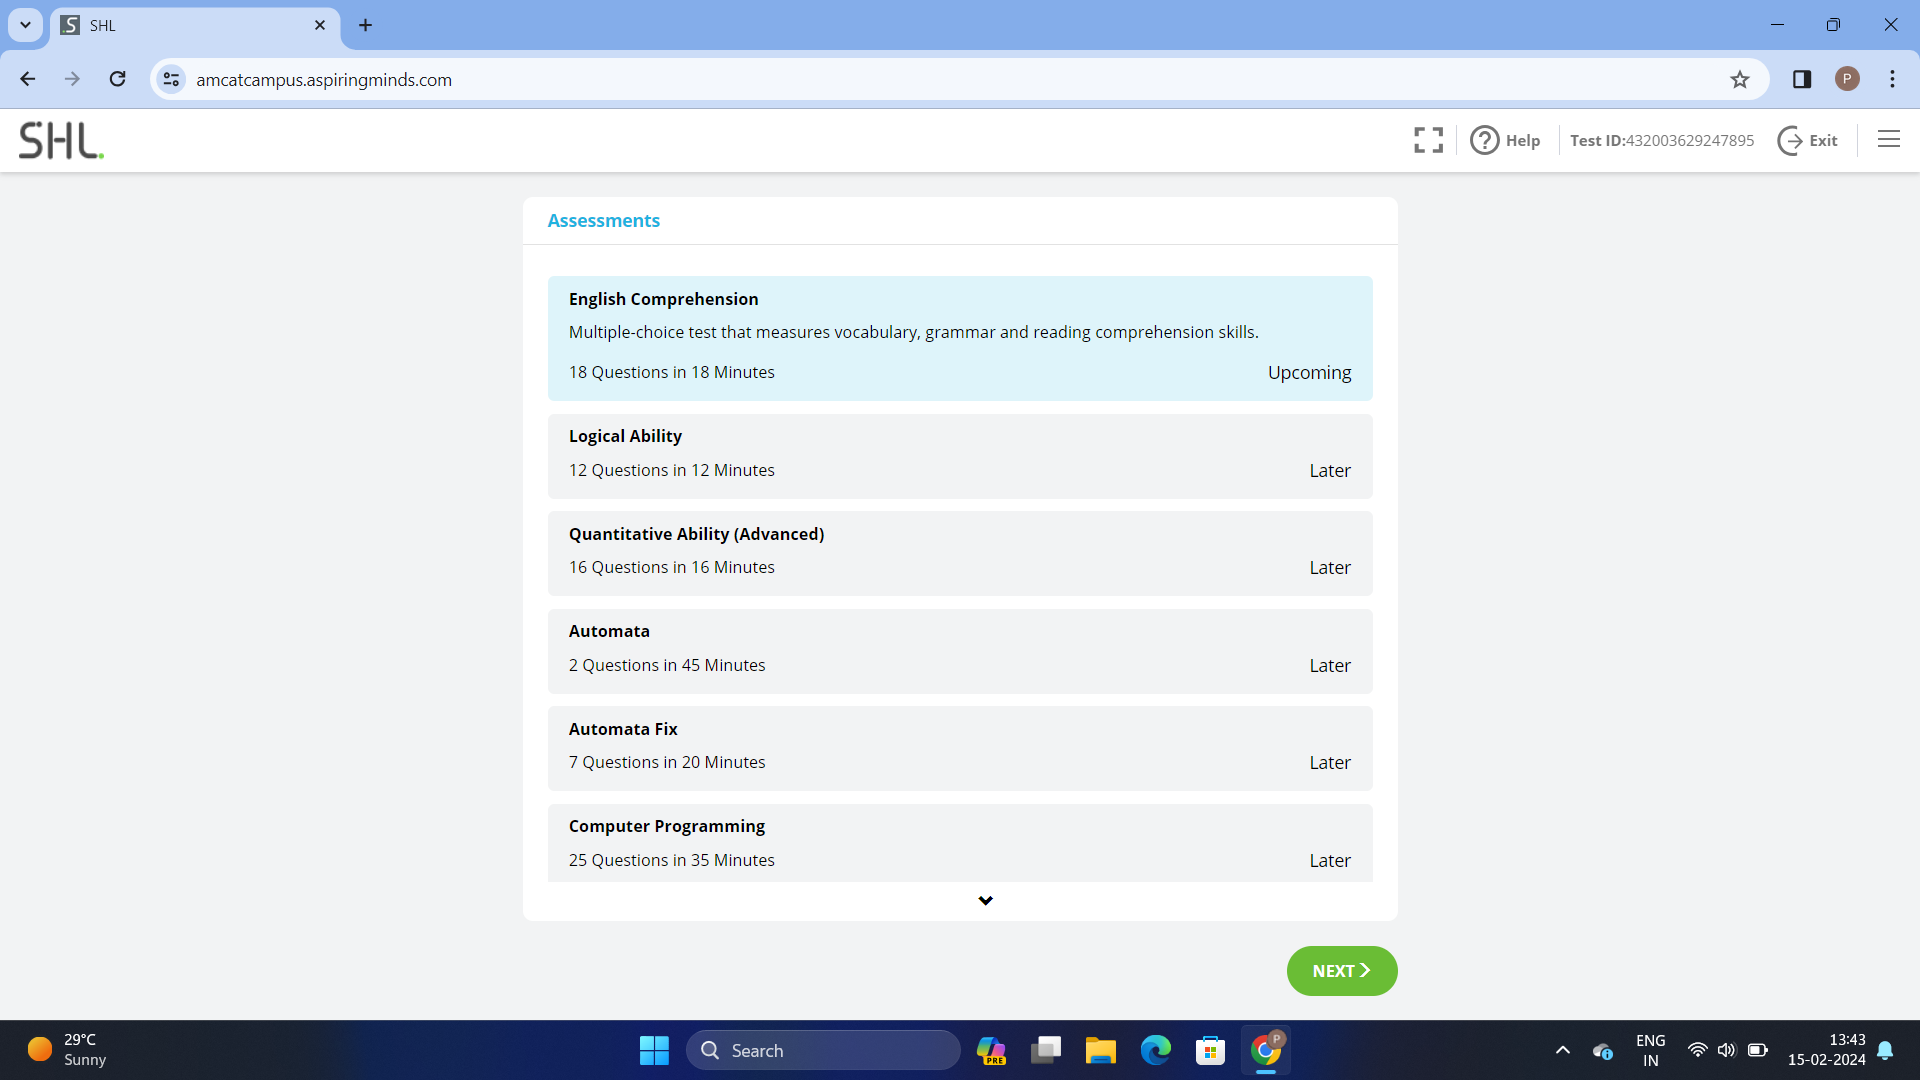 SHL
amcatcampus.aspiringminds.com
P
SHL.
Help
Test ID:432003629247895
Exit
Assessments
English Comprehension
Multiple-choice test that measures vocabulary, grammar and reading comprehension skills.
18 Questions in 18 Minutes
Upcoming
Logical Ability
12 Questions in 12 Minutes
Later
Quantitative Ability (Advanced)
16 Questions in 16 Minutes
Later
Automata
2 Questions in 45 Minutes
Later
Automata Fix
7 Questions in 20 Minutes
Later
Computer Programming
25 Questions in 35 Minutes
Later
NEXT
29°C
Sunny
Search
PRE
P
ENG
IN
13:43
15-02-2024